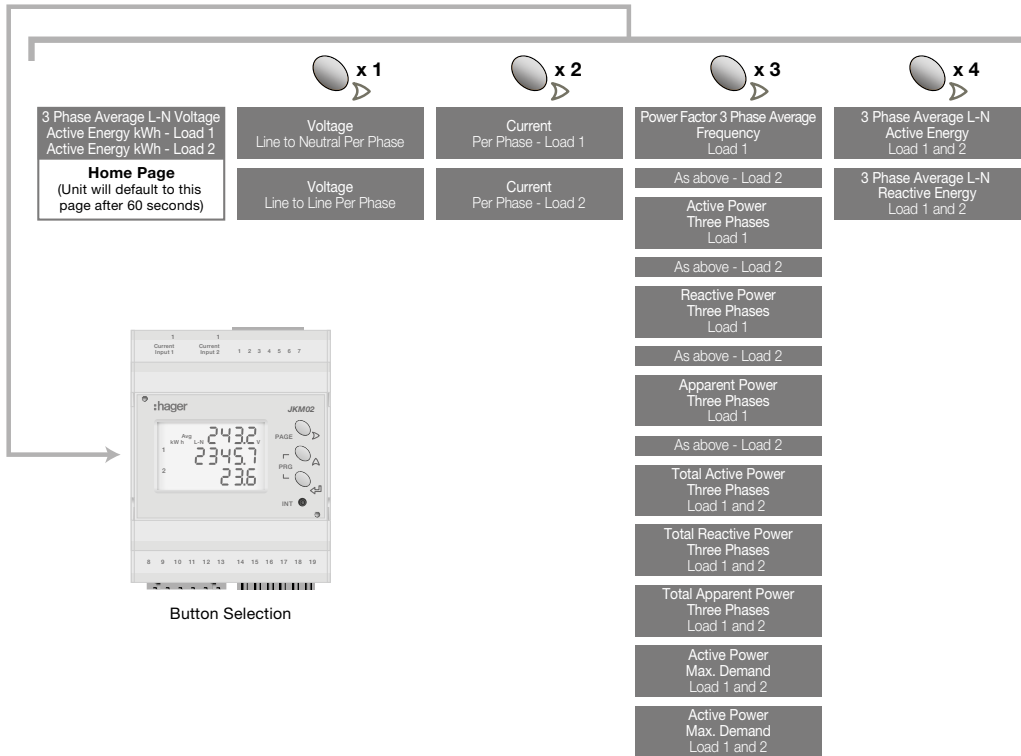 x 1
x 2
x 3
x 4
3 Phase Average L-N Voltage
Active Energy kWh - Load 1
Active Energy kWh - Load 2
Home Page
(Unit will default to this
page after 60 seconds)
Voltage
Line to Neutral Per Phase
Voltage
Line to Line Per Phase
Current
Per Phase - Load 1
Current
Per Phase - Load 2
Power Factor 3 Phase Average
Frequency
Load 1
As above - Load 2
Active Power
Three Phases
Load 1
As above - Load 2
Reactive Power
Three Phases
Load 1
As above - Load 2
Apparent Power
Three Phases
Load 1
As above - Load 2
Total Active Power
Three Phases
Load 1 and 2
Total Reactive Power
Three Phases
Load 1 and 2
Total Apparent Power
Three Phases
Load 1 and 2
Active Power
Max. Demand
Load 1 and 2
Active Power
Max. Demand
Load 1 and 2
3 Phase Average L-N
Active Energy
Load 1 and 2
3 Phase Average L-N
Reactive Energy
Load 1 and 2
1 1
Current Current
Input 1 Input 2 1 2 3 4 5 6 7
:hager JKM02
Avg
kW h L-N 243.2 V
1 2345.7
2 23.6
PAGE
PRG
INT
8 9 10 11 12 13 14 15 16 17 18 19
Button Selection